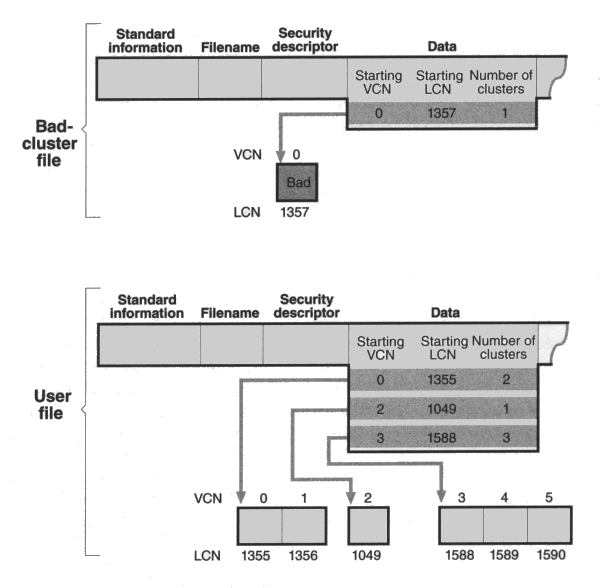 Standard information
Filename
Security descriptor
Data
Starting VCN
Starting LCN
Number of clusters
0 1357 1
Bad-cluster file
VCN 0
Bad
LCN 1357
Standard information
Filename
Security descriptor
Data
Starting VCN
Starting LCN
Number of clusters
0 1355 2
2 1049 1
3 1588 3
User file
VCN 0 1 2 3 4 5
LCN 1355 1356 1049 1588 1589 1590